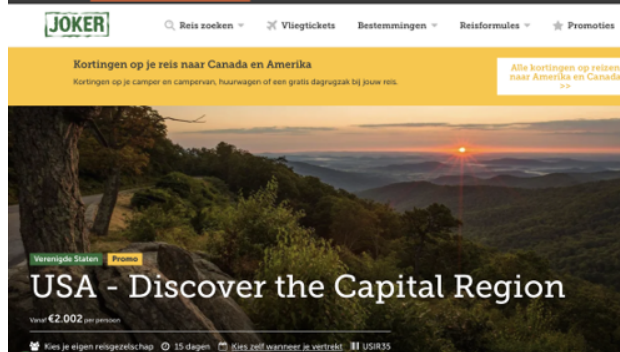 JOKER
Reis zoeken
Vliegtickets
Bestemmingen
Reisformules
Promoties
Kortingen op je reis naar Canada en Amerika
Kortingen op je camper en campervan, huurwagen of een gratis dagrugzak bij jouw reis.
Alle kortingen op reizen
naar Amerika en Canada
>>
Verenigde Staten
Promo
USA - Discover the Capital Region
Vanaf €2.002 per persoon
Kies je eigen reisgezelschap 15 dagen Kies zelf wanneer je vertrekt USIR35